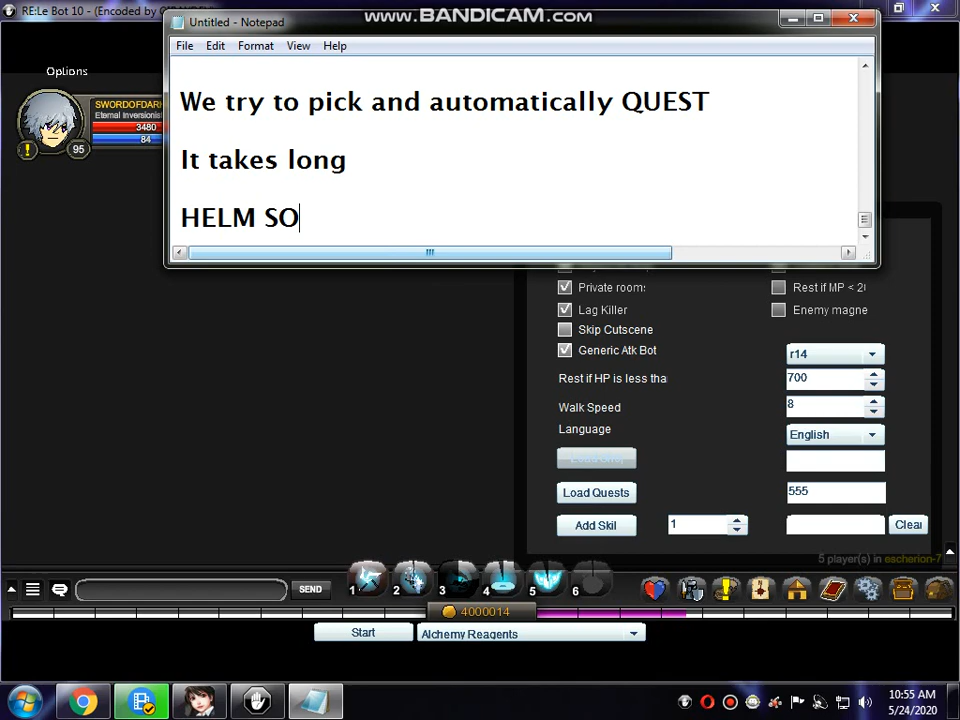 RE:Le Bot 10 - (Encoded by
www.BANDICAM.com
Untitled - Notepad
File Edit Format View Help
Options
We try to pick and automatically QUEST
It takes long
HELM SO
SWORDOFDAR
Eternal Inversionist
3480
84
95
Private room:
Rest if MP < 20
Lag Killer
Enemy magne
Skip Cutscene
Generic Atk Bot
r14
Rest if HP is less tha
700
Walk Speed
8
Language
English
Load Quests
555
Add Skil
1
Clear
5 player(s) in escherion-7
SEND
1 2 3 4 5 6
4000014
Start
Alchemy Reagents
10:55 AM
5/24/2020